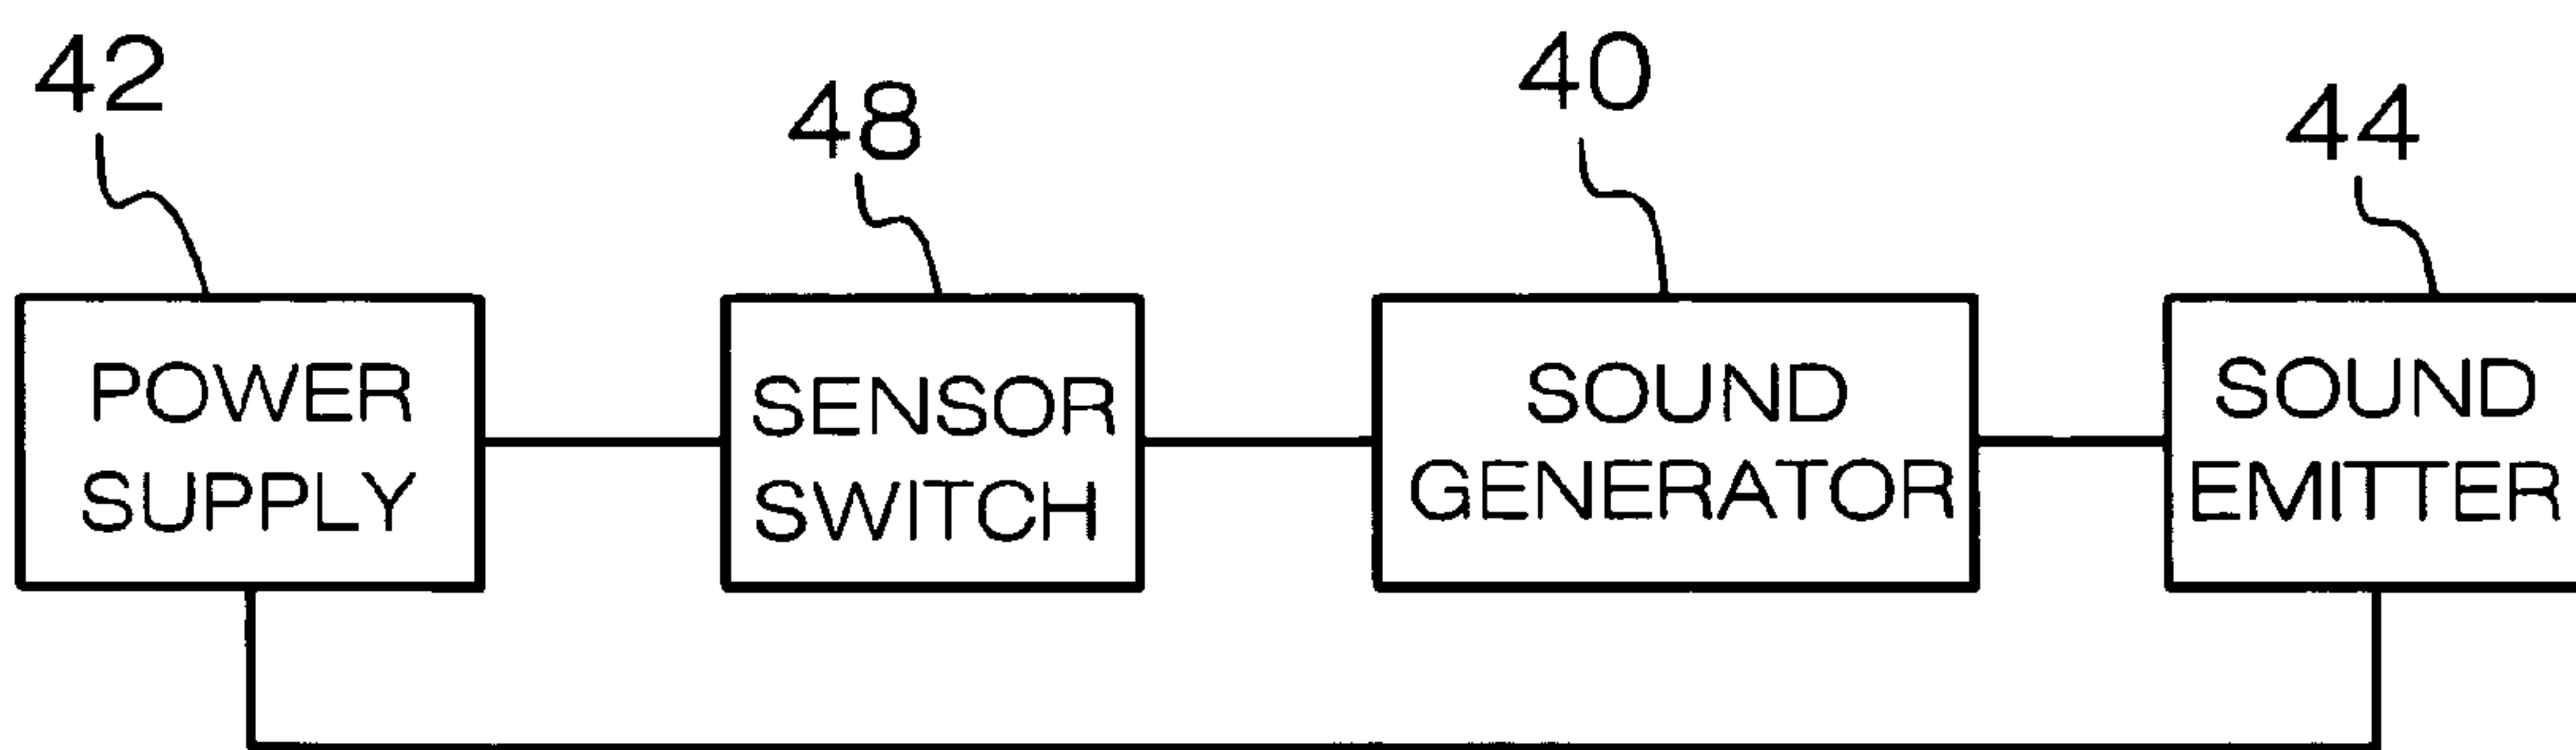 42
48
40
44
POWER
SUPPLY
SENSOR
SWITCH
SOUND
GENERATOR
SOUND
EMITTER